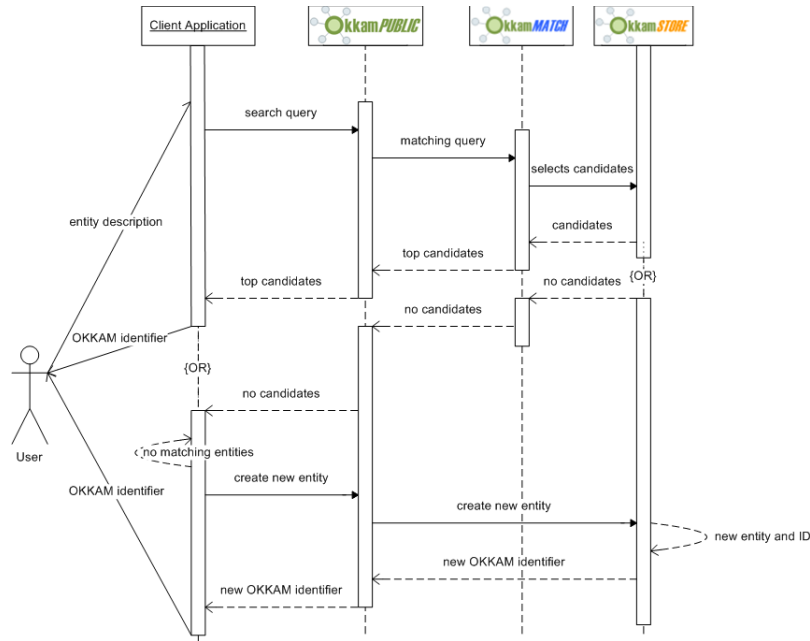 Client Application
OkkamPUBLIC
OkkamMATCH
OkkamSTORE
search query
matching query
selects candidates
entity description
candidates
top candidates
top candidates
{OR}
no candidates
no candidates
OKKAM identifier
{OR}
no candidates
User
no matching entities
OKKAM identifier
create new entity
create new entity
new entity and ID
new OKKAM identifier
new OKKAM identifier